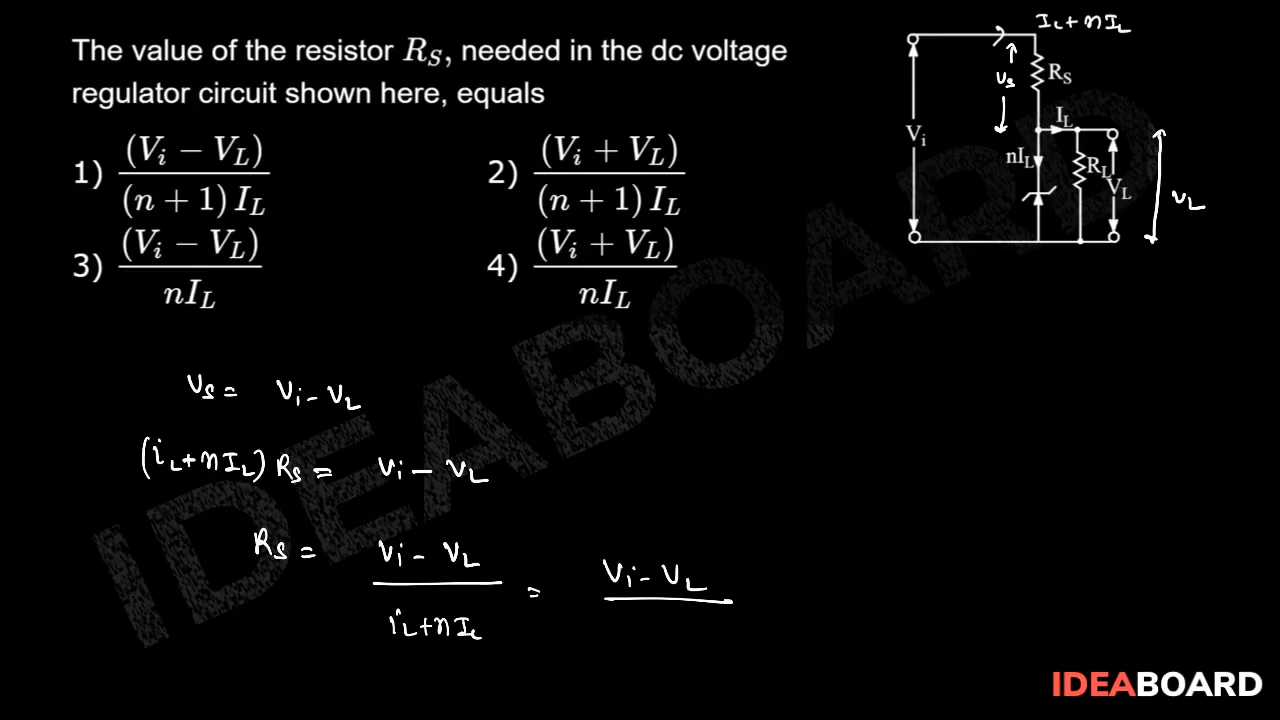 The value of the resistor R_S, needed in the dc voltage
regulator circuit shown here, equals
1) (V_i − V_L) / (n + 1) I_L
2) (V_i + V_L) / (n + 1) I_L
3) (V_i − V_L) / nI_L
4) (V_i + V_L) / nI_L
I_L + nI_L
V_S
R_S
I_L
V_i
nI_L
R_L
V_L
V_L
V_S = V_i − V_L
(i_L + nI_L) R_S = V_i − V_L
R_S = V_i − V_L / i_L + nI_L = V_i − V_L
IDEABOARD
IDEABOARD